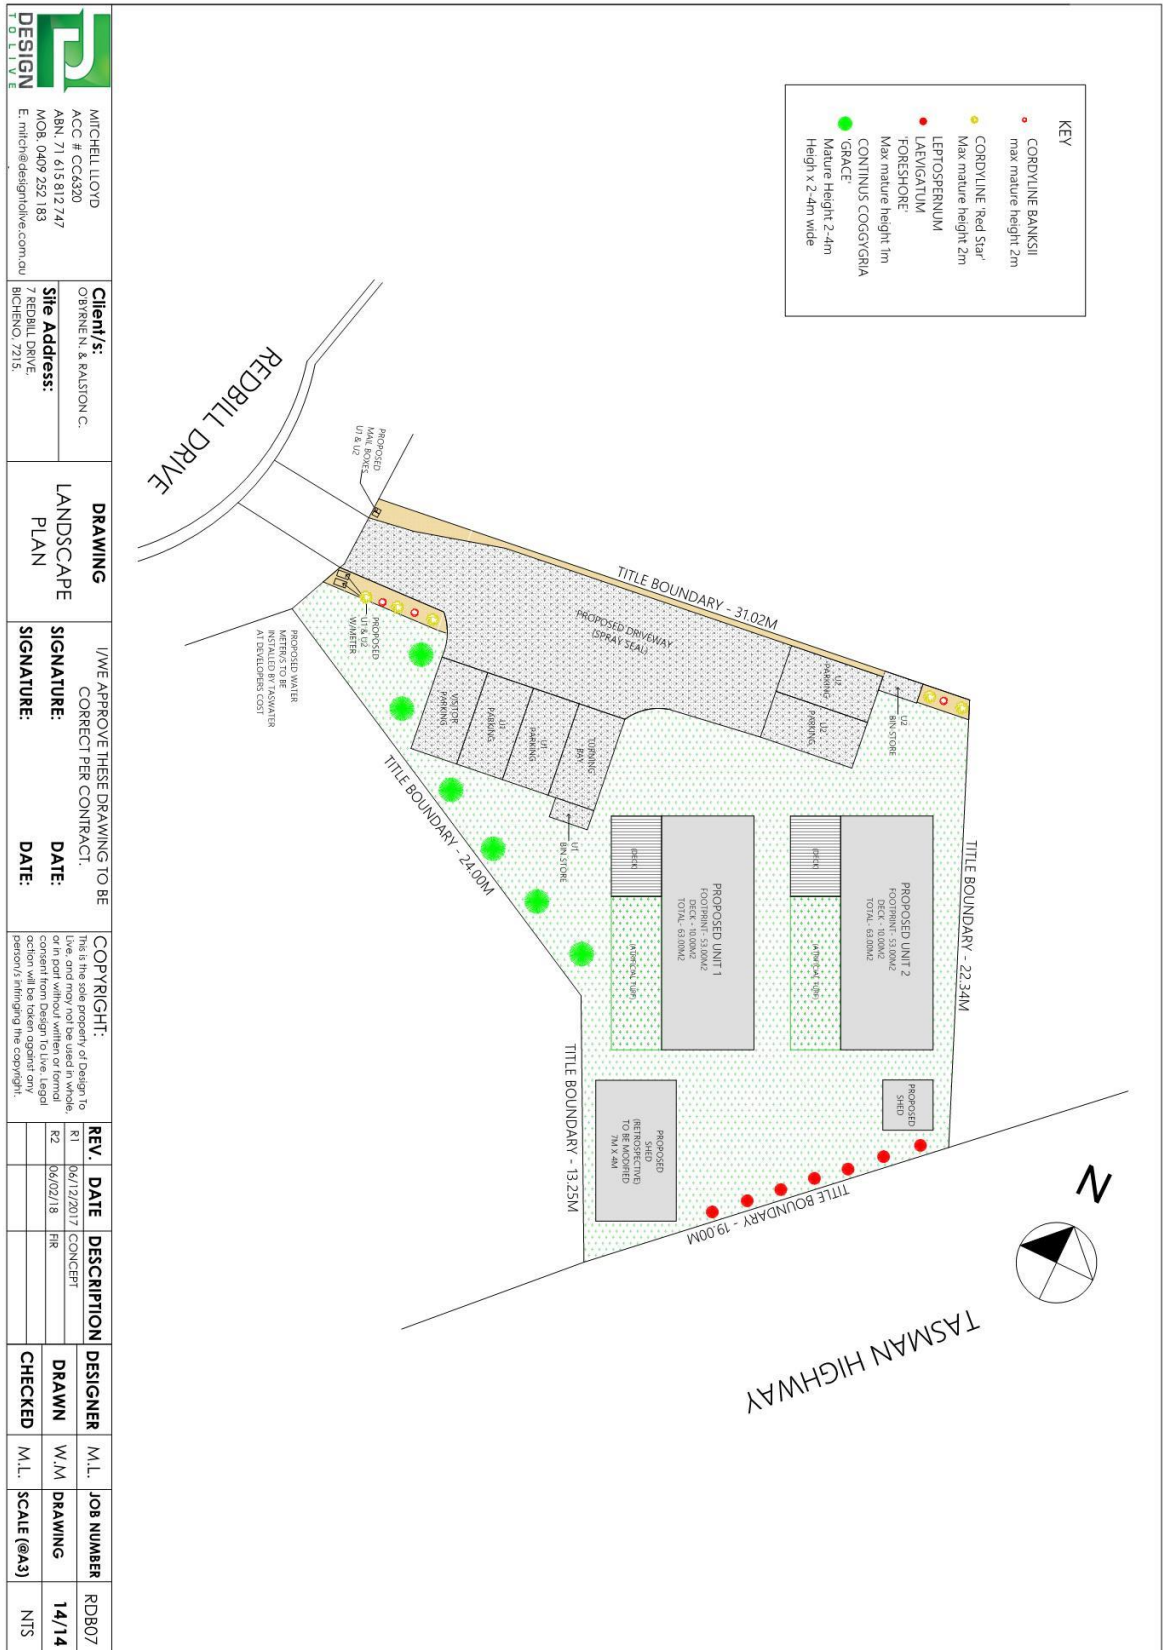 KEY
CORDYLINE BANKSII
max mature height 2m
CORDYLINE 'Red Star'
Max mature height 2m
LEPTOSPERNUM
LAEVIGATUM
'FORESHORE'
Max mature height 1m
CONTINUS COGGYGRIA
'GRACE'
Mature Height 2-4m
Heigh x 2-4m wide
N
TASMAN HIGHWAY
REDBILL DRIVE
PROPOSED
MAIL BOXES
U1 & U2
TITLE BOUNDARY - 31.02M
PROPOSED DRIVEWAY
(SPRAY SEAL)
U2
PARKING
U2
PARKING
U2
BIN STORE
TITLE BOUNDARY - 22.34M
PROPOSED UNIT 2
FOOTPRINT- 53.00M2
DECK - 10.00M2
TOTAL- 63.00M2
(DECK)
PROPOSED
SHED
TITLE BOUNDARY - 19.00M
PROPOSED UNIT 1
FOOTPRINT- 53.00M2
DECK - 10.00M2
TOTAL- 63.00M2
(DECK)
PROPOSED
SHED
(RETROSPECTIVE)
TO BE MODIFIED
7M X 4M
TITLE BOUNDARY - 13.25M
TURNING
BAY
U1
PARKING
U1
PARKING
VISITOR
PARKING
U1
BIN STORE
TITLE BOUNDARY - 24.00M
PROPOSED
U1 & U2
W/METER
PROPOSED WATER
METER/S TO BE
INSTALLED BY TASWATER
AT DEVELOPERS COST
DESIGN
TO LIVE
MITCHELL LLOYD
ACC # CC6320
ABN. 71 615 812 747
MOB. 0409 252 183
E. mitch@designtolive.com.au
Client/s:
O'BYRNE N. & RALSTON C.
Site Address:
7 REDBILL DRIVE,
BICHENO, 7215.
DRAWING
LANDSCAPE
PLAN
I/WE APPROVE THESE DRAWING TO BE
CORRECT PER CONTRACT.
SIGNATURE: DATE:
SIGNATURE: DATE:
COPYRIGHT:
This is the sole property of Design To
Live, and may not be used in whole,
or in part without written or formal
consent from Design To Live. Legal
action will be taken against any
person/s infringing the copyright.
REV. DATE DESCRIPTION
R1 06/12/2017 CONCEPT
R2 06/02/18 FIR
DESIGNER M.L. JOB NUMBER RDB07
DRAWN W.M DRAWING 14/14
CHECKED M.L. SCALE (@A3) NTS